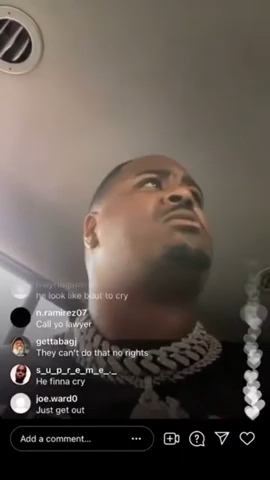 he look like bout to cry
n.ramirez07
Call yo lawyer
gettabagj
They can't do that no rights
s_u_p_r_e_m_e_._
He finna cry
joe.ward0
Just get out
Add a comment...